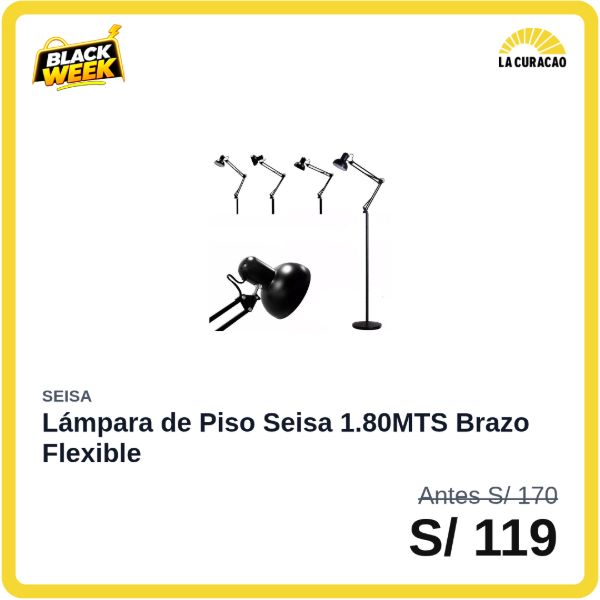 BLACK
WEEK
LA CURACAO
SEISA
Lámpara de Piso Seisa 1.80MTS Brazo
Flexible
Antes S/ 170
S/ 119